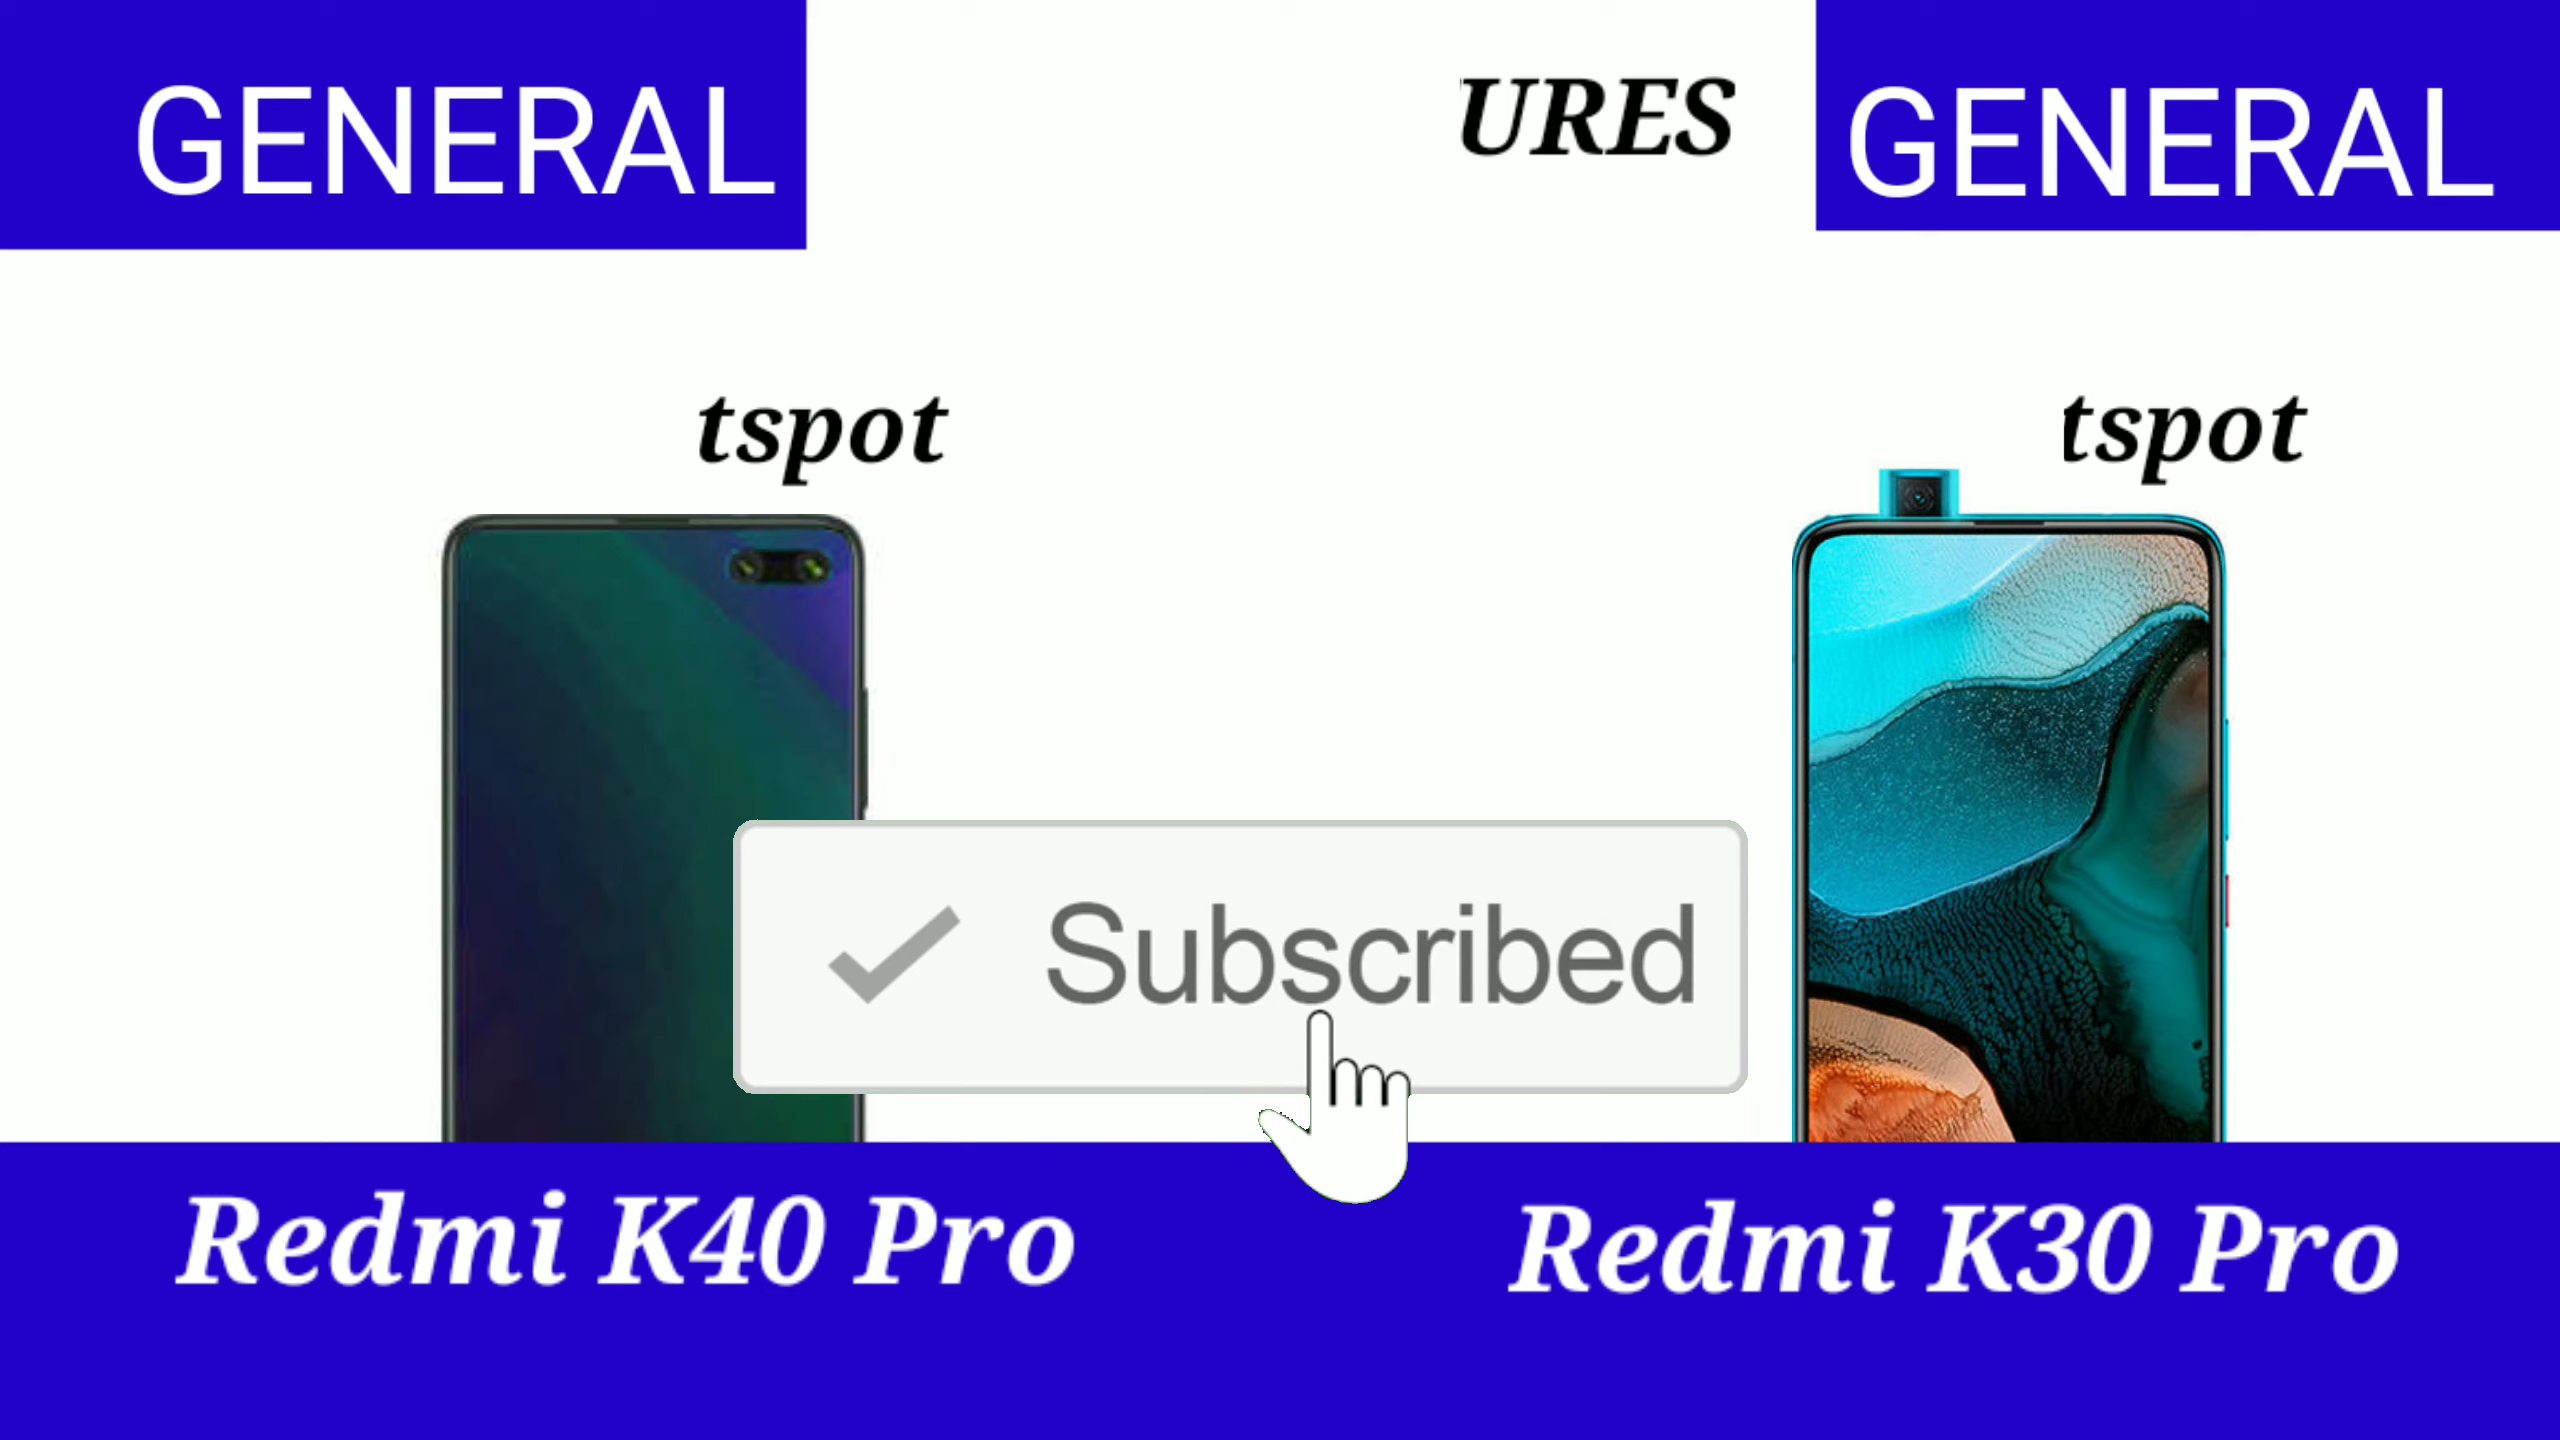 GENERAL
URES
GENERAL
tspot
tspot
Subscribed
Redmi K40 Pro
Redmi K30 Pro